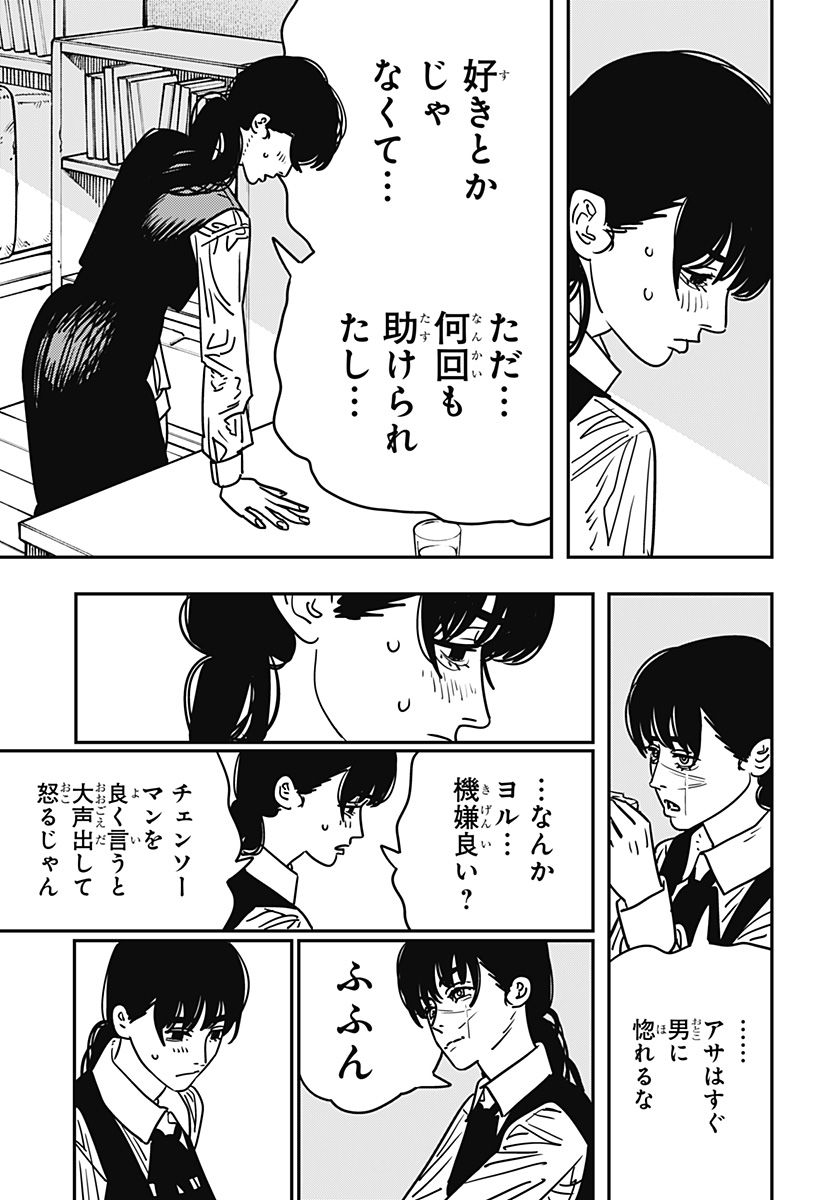 好きとか
じゃ
なくて…
ただ…
何回も
助けられ
たし…
……
アサはすぐ
男に
惚れるな
…なんか
ヨル…
機嫌良い？
チェンソー
マンを
良く言うと
大声出して
怒るじゃん
ふふん